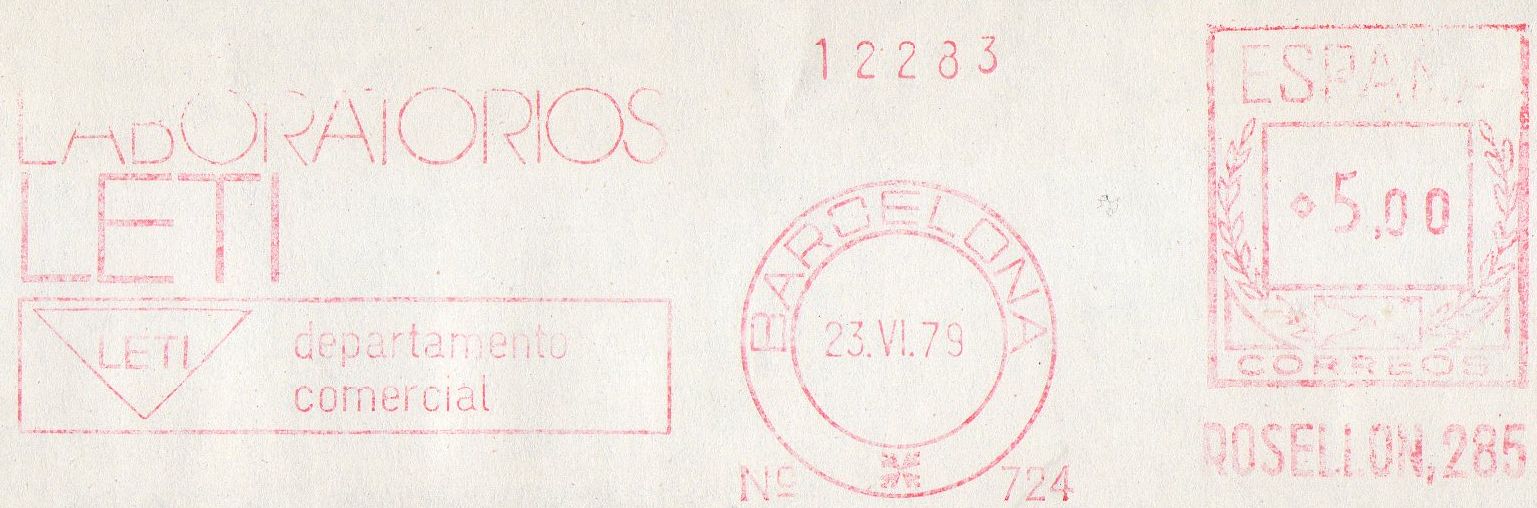 LABORATORIOS
LETI
LETI
departamento
comercial
12283
BARCELONA
23.VI.79
Nº 724
ESPAÑA
5,00
CORREOS
ROSELLON, 285